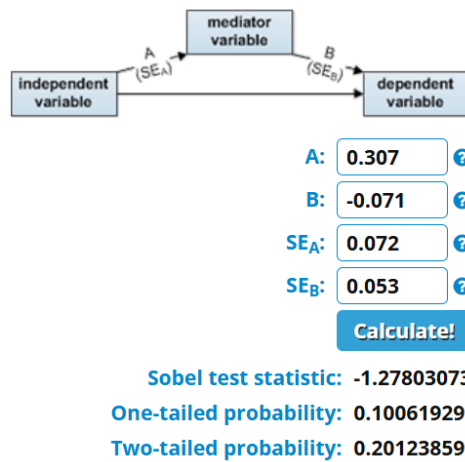 mediator
variable
A
(SEA)
B
(SEB)
independent
variable
dependent
variable
A: 0.307 ?
B: -0.071 ?
SEA: 0.072 ?
SEB: 0.053 ?
Calculate!
Sobel test statistic: -1.27803073
One-tailed probability: 0.10061929
Two-tailed probability: 0.20123859